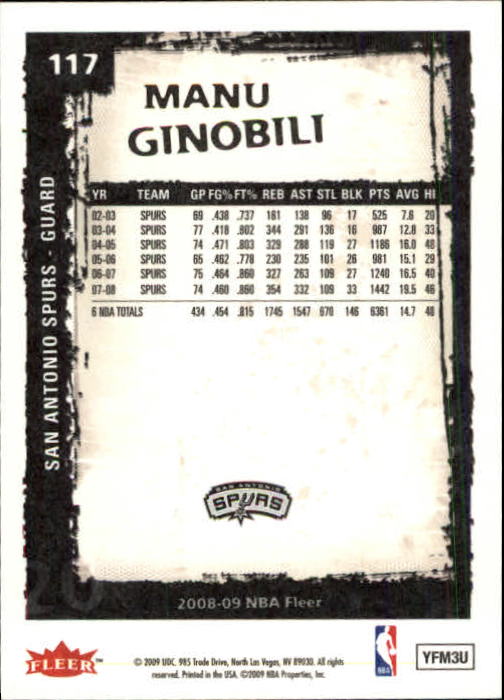 117
MANU
GINOBILI
SAN ANTONIO SPURS - GUARD
YR TEAM GP FG% FT% REB AST STL BLK PTS AVG HI
02-03 SPURS 69 .438 .737 161 138 96 17 525 7.6 20
03-04 SPURS 77 .418 .802 344 291 136 16 987 12.8 33
04-05 SPURS 74 .471 .803 329 288 119 27 1186 16.0 48
05-06 SPURS 65 .462 .778 230 235 101 26 981 15.1 29
06-07 SPURS 75 .464 .860 327 263 109 27 1240 16.5 40
07-08 SPURS 74 .460 .860 354 332 109 33 1442 19.5 46
6 NBA TOTALS 434 .454 .815 1745 1547 670 146 6361 14.7 48
SAN ANTONIO
SPURS
2008-09 NBA Fleer
FLEER™
© 2009 UDC. 985 Trade Drive, North Las Vegas, NV 89030. All rights
reserved. Printed in the USA. ©2009 NBA Properties, Inc.
NBA
YFM3U